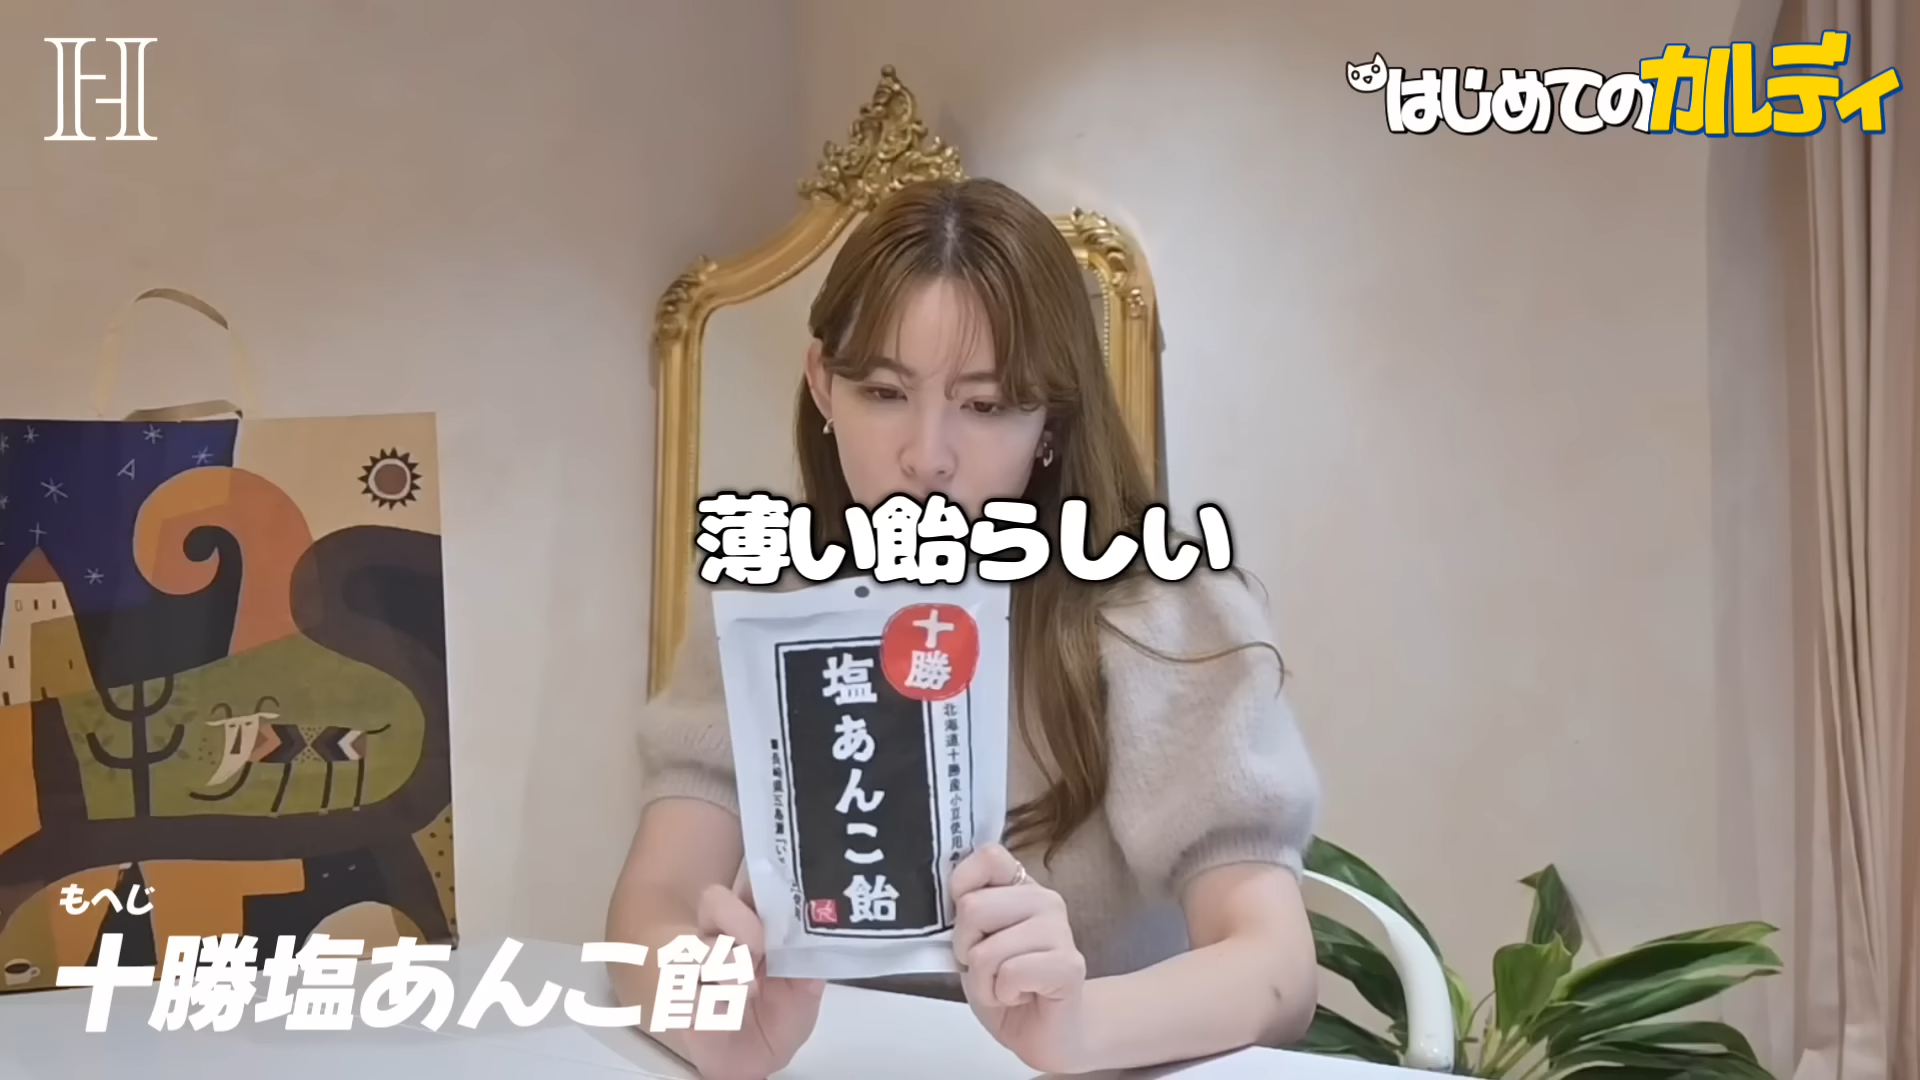 H
はじめてのカルディ
薄い飴らしい
十勝
塩あんこ飴
北海道十勝産小豆使用
もへじ
十勝塩あんこ飴